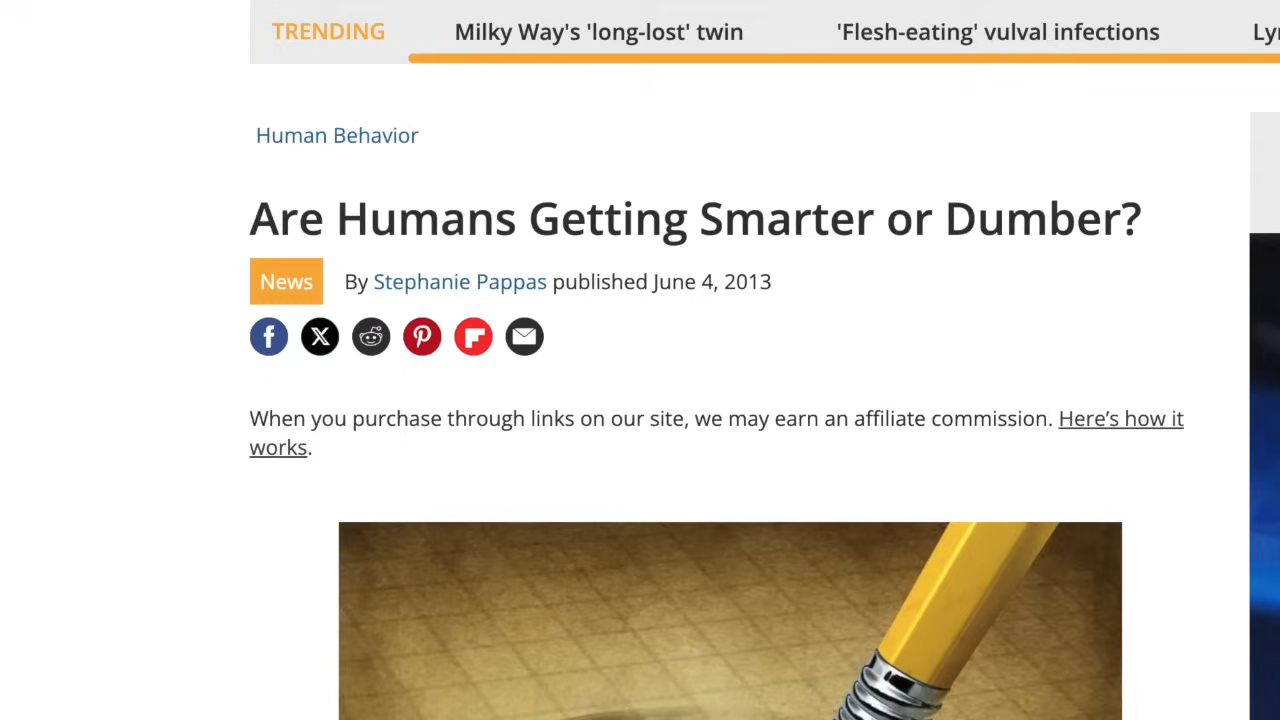 TRENDING Milky Way's 'long-lost' twin 'Flesh-eating' vulval infections
Human Behavior
Are Humans Getting Smarter or Dumber?
News By Stephanie Pappas published June 4, 2013
When you purchase through links on our site, we may earn an affiliate commission. Here’s how it
works.